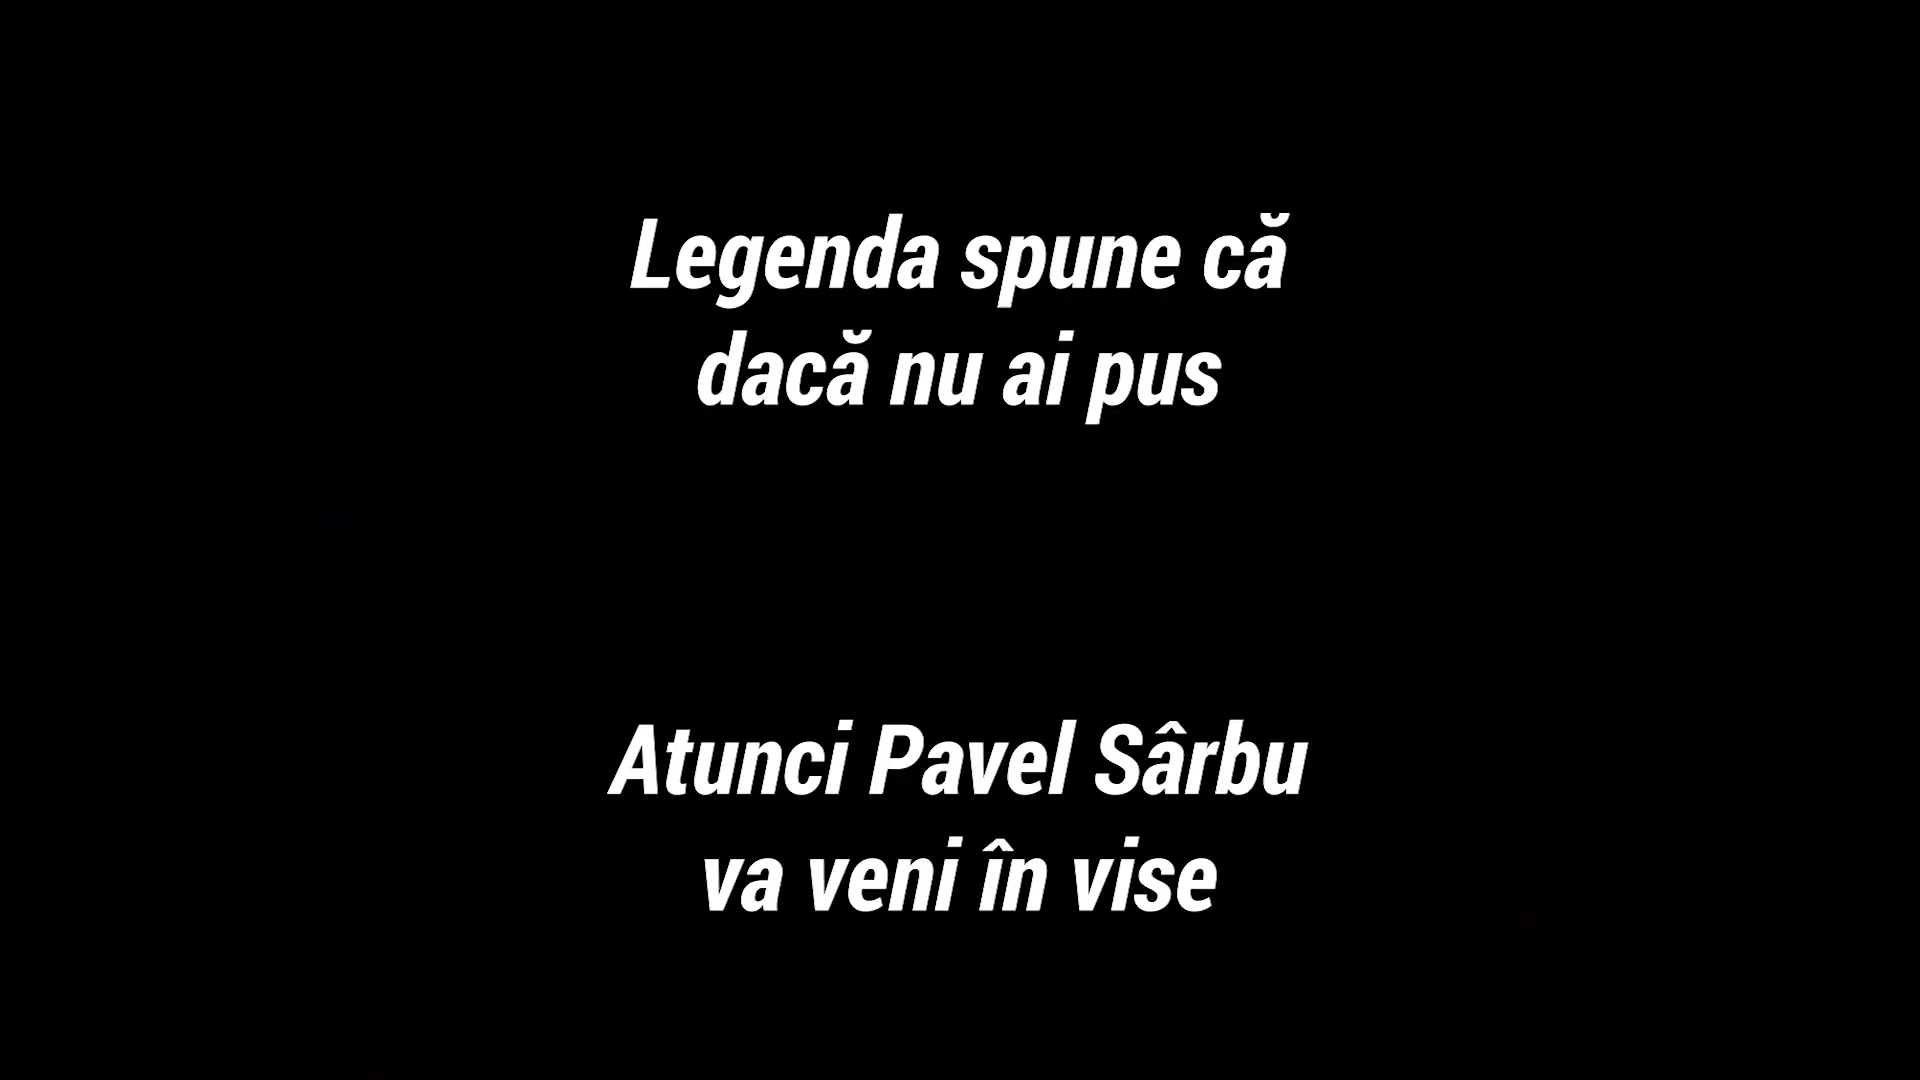 Legenda spune că
dacă nu ai pus
Atunci Pavel Sârbu
va veni în vise